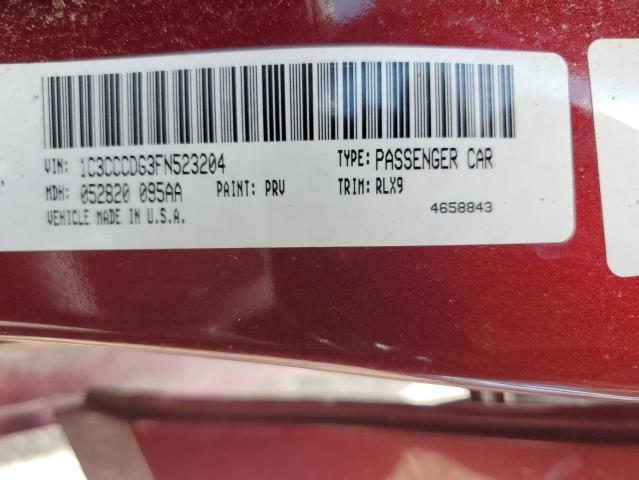 VIN: 1C3CCCDG3FN523204 TYPE: PASSENGER CAR
MDH: 052820 095AA PAINT: PRV TRIM: RLX9
VEHICLE MADE IN U.S.A. 4658843